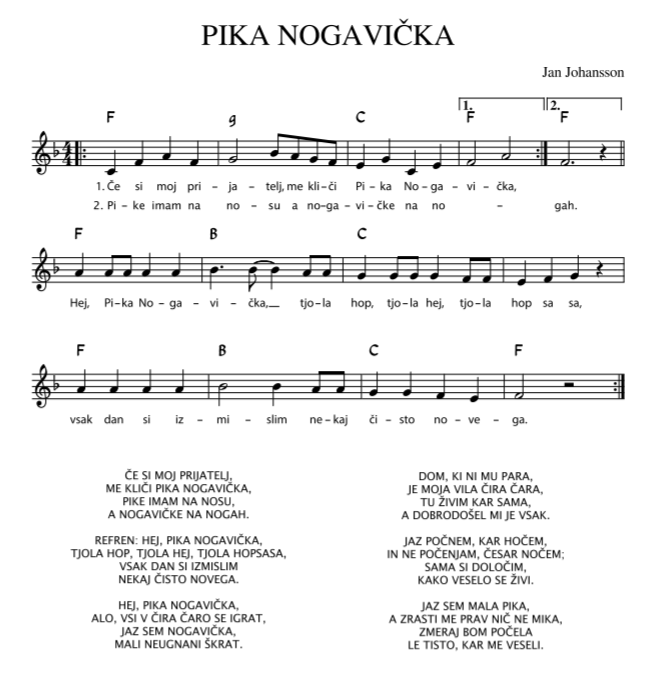 PIKA NOGAVIČKA
Jan Johansson
1. 2.
F g C F F
1. Če si moj pri – ja – telj, me kli – či Pi – ka No – ga – vi – čka,
2. Pi – ke imam na no – su a no – ga – vi – čke na no – gah.
F B C
Hej, Pi – ka No – ga – vi – čka,__ tjo – la hop, tjo – la hej, tjo – la hop sa sa,
F B C F
vsak dan si iz – mi – slim ne – kaj či – sto no – ve – ga.
ČE SI MOJ PRIJATELJ,
ME KLIČI PIKA NOGAVIČKA,
PIKE IMAM NA NOSU,
A NOGAVIČKE NA NOGAH.
REFREN: HEJ, PIKA NOGAVIČKA,
TJOLA HOP, TJOLA HEJ, TJOLA HOPSASA,
VSAK DAN SI IZMISLIM
NEKAJ ČISTO NOVEGA.
HEJ, PIKA NOGAVIČKA,
ALO, VSI V ČIRA ČARO SE IGRAT,
JAZ SEM NOGAVIČKA,
MALI NEUGNANI ŠKRAT.
DOM, KI NI MU PARA,
JE MOJA VILA ČIRA ČARA,
TU ŽIVIM KAR SAMA,
A DOBRODOŠEL MI JE VSAK.
JAZ POČNEM, KAR HOČEM,
IN NE POČENJAM, ČESAR NOČEM;
SAMA SI DOLOČIM,
KAKO VESELO SE ŽIVI.
JAZ SEM MALA PIKA,
A ZRASTI ME PRAV NIČ NE MIKA,
ZMERAJ BOM POČELA
LE TISTO, KAR ME VESELI.